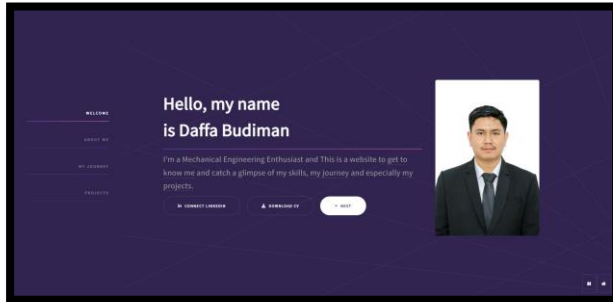 WELCOME
ABOUT ME
MY JOURNEY
PROJECTS
Hello, my name
is Daffa Budiman
I'm a Mechanical Engineering Enthusiast and This is a website to get to
know me and catch a glimpse of my skills, my journey and especially my
projects.
CONNECT LINKEDIN
DOWNLOAD CV
NEXT